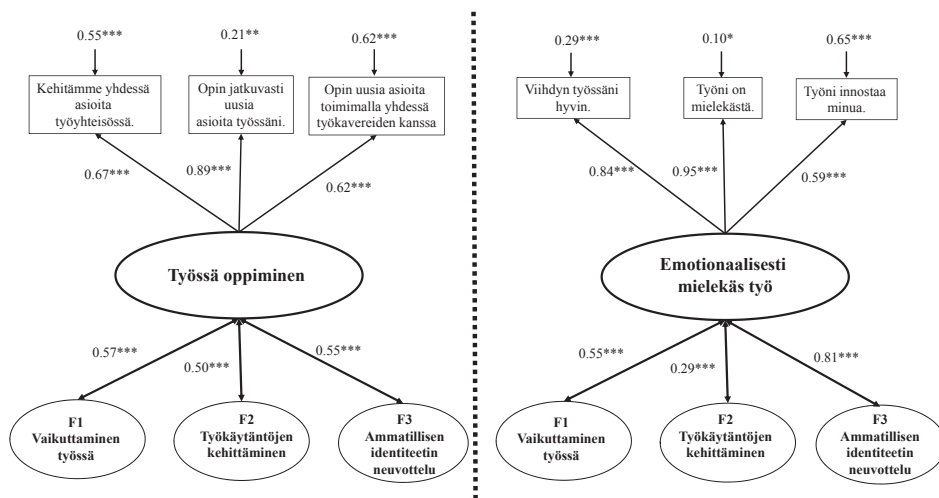 0.55***
0.21**
0.62***
Kehitämme yhdessä
asioita
työyhteisössä.
Opin jatkuvasti
uusia
asioita työssäni.
Opin uusia asioita
toimimalla yhdessä
työkavereiden kanssa
0.67***
0.89***
0.62***
Työssä oppiminen
0.57***
0.50***
0.55***
F1
Vaikuttaminen
työssä
F2
Työkäytäntöjen
kehittäminen
F3
Ammatillisen
identiteetin
neuvottelu
0.29***
0.10*
0.65***
Viihdyn työssäni
hyvin.
Työni on
mielekästä.
Työni innostaa
minua.
0.84***
0.95***
0.59***
Emotionaalisesti
mielekäs työ
0.55***
0.29***
0.81***
F1
Vaikuttaminen
työssä
F2
Työkäytäntöjen
kehittäminen
F3
Ammatillisen
identiteetin
neuvottelu